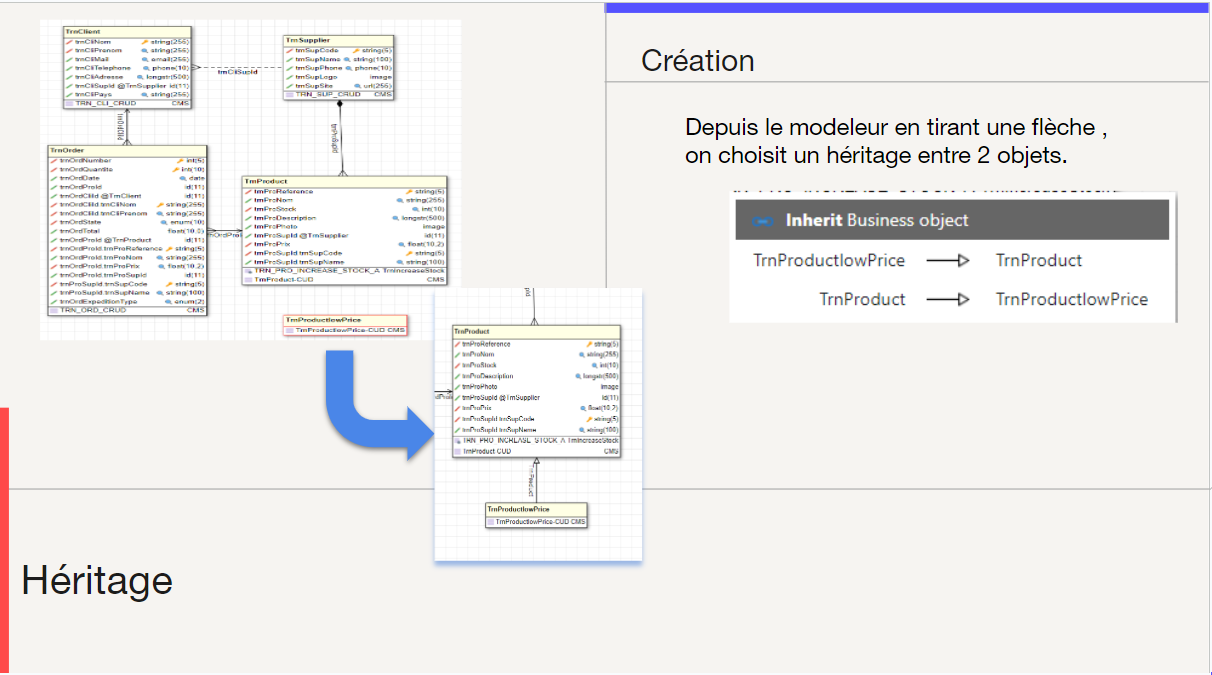 TrnClient
trnCliNom string(255)
trnCliPrenom string(255)
trnCliMail email(255)
trnCliTelephone phone(10)
trnCliAdresse longstr(500)
trnCliSupId @TrnSupplier id(11)
trnCliPays string(255)
TRN_CLI_CRUD CMS
trnCliSupId
TrnSupplier
trnSupCode string(5)
trnSupName string(100)
trnSupPhone phone(10)
trnSupLogo image
trnSupSite url(255)
TRN_SUP_CRUD CMS
trnProSupId
TrnOrder
trnOrdNumber int(5)
trnOrdQuantite int(10)
trnOrdDate date
trnOrdProId id(11)
trnOrdCliId @TrnClient id(11)
trnOrdCliId.trnCliNom string(255)
trnOrdCliId.trnCliPrenom string(255)
trnOrdState enum(10)
trnOrdTotal float(10,0)
trnOrdProId @TrnProduct id(11)
trnOrdProId.trnProReference string(5)
trnOrdProId.trnProNom string(255)
trnOrdProId.trnProPrix float(10,2)
trnOrdProId.trnProSupId id(11)
trnProSupId.trnSupCode string(5)
trnProSupId.trnSupName string(100)
trnOrdExpeditionType enum(2)
TRN_ORD_CRUD CMS
TrnProduct
trnProReference string(5)
trnProNom string(255)
trnProStock int(10)
trnProDescription longstr(500)
trnProPhoto image
trnProSupId @TrnSupplier id(11)
trnProPrix float(10,2)
trnProSupId.trnSupCode string(5)
trnProSupId.trnSupName string(100)
TRN_PRO_INCREASE_STOCK_A TrnIncreaseStock
TrnProduct-CUD CMS
TrnProductlowPrice
TrnProductlowPrice-CUD CMS
TrnProduct
trnProReference string(5)
trnProNom string(255)
trnProStock int(10)
trnProDescription longstr(500)
trnProPhoto image
trnProSupId @TrnSupplier id(11)
trnProPrix float(10,2)
trnProSupId.trnSupCode string(5)
trnProSupId.trnSupName string(100)
TRN_PRO_INCREASE_STOCK_A TrnIncreaseStock
TrnProduct-CUD CMS
TrnProduct
TrnProductlowPrice
TrnProductlowPrice-CUD CMS
Création
Depuis le modeleur en tirant une flèche ,
on choisit un héritage entre 2 objets.
Inherit Business object
TrnProductlowPrice TrnProduct
TrnProduct TrnProductlowPrice
Héritage